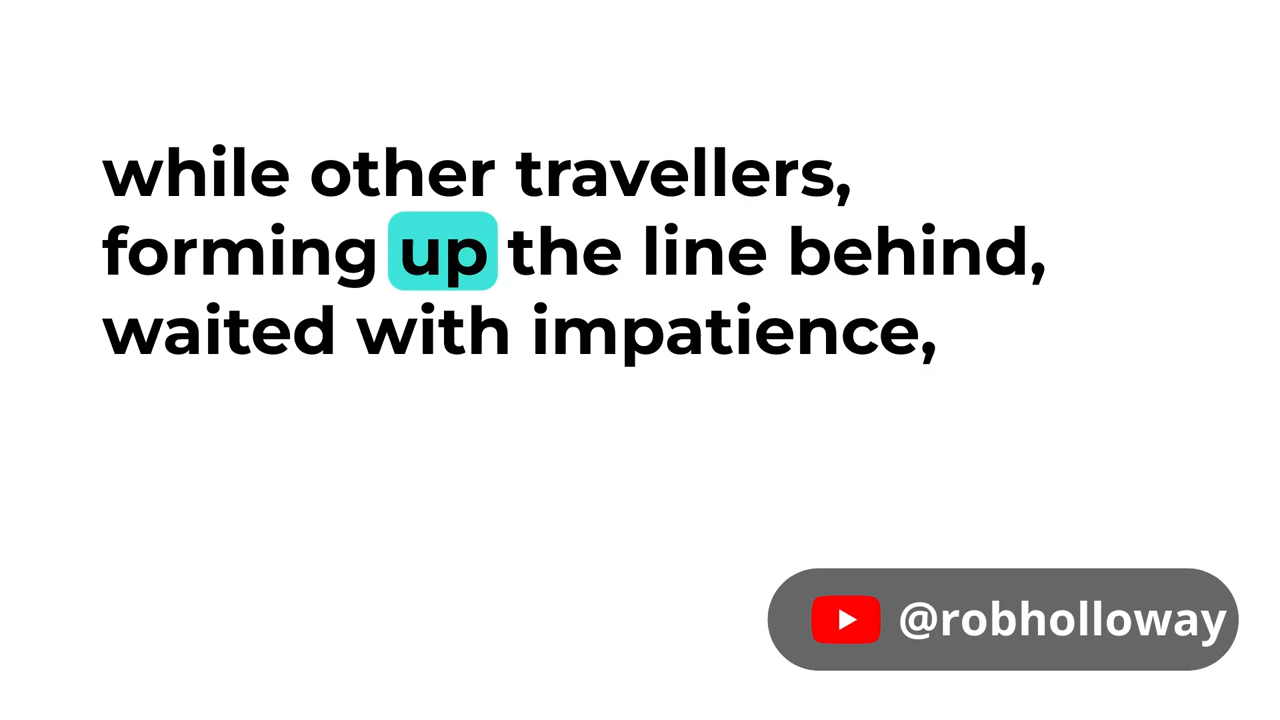 while other travellers,
forming up the line behind,
waited with impatience,
@robholloway